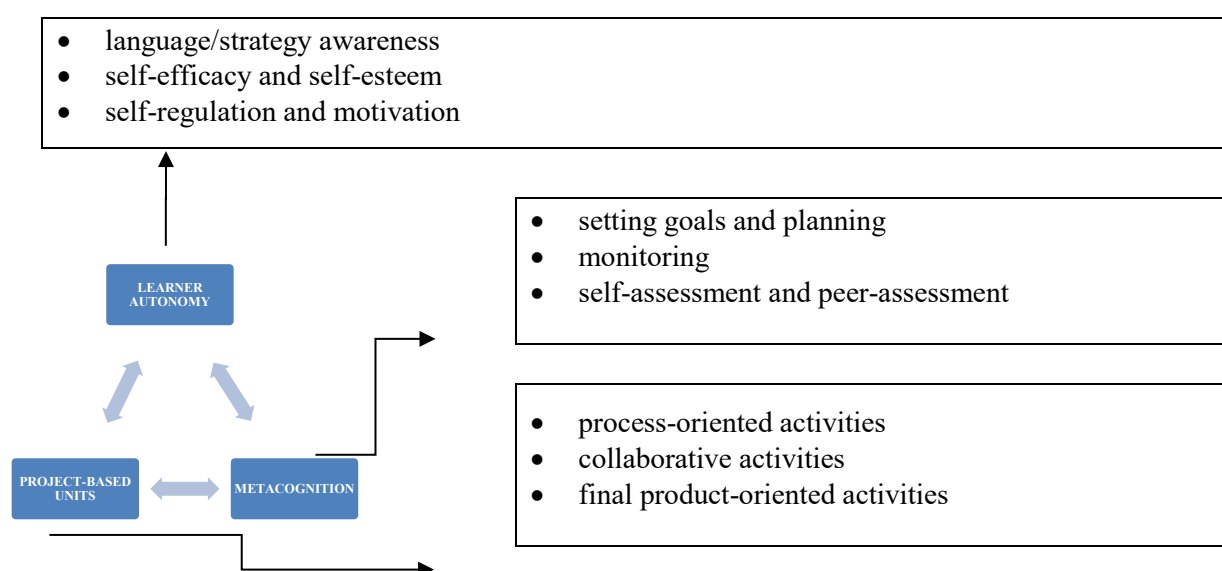 • language/strategy awareness
• self-efficacy and self-esteem
• self-regulation and motivation
• setting goals and planning
• monitoring
• self-assessment and peer-assessment
LEARNER
AUTONOMY
• process-oriented activities
• collaborative activities
• final product-oriented activities
PROJECT-BASED
UNITS
METACOGNITION